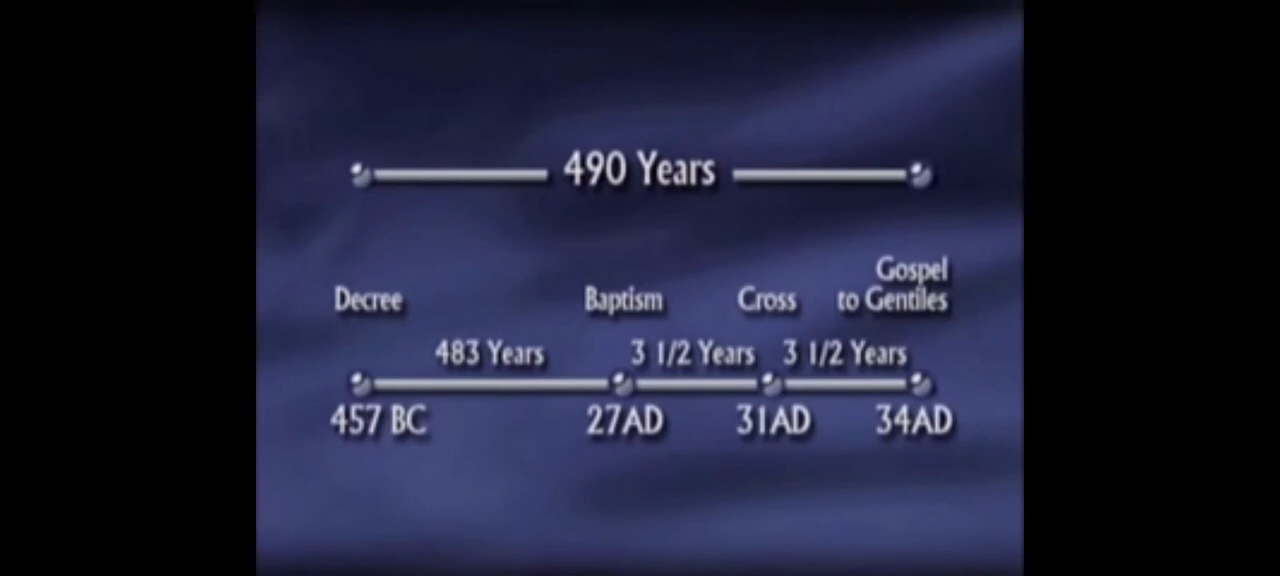 490 Years
Decree
Baptism
Cross
Gospel
to Gentiles
483 Years
3 1/2 Years
3 1/2 Years
457 BC
27AD
31AD
34AD